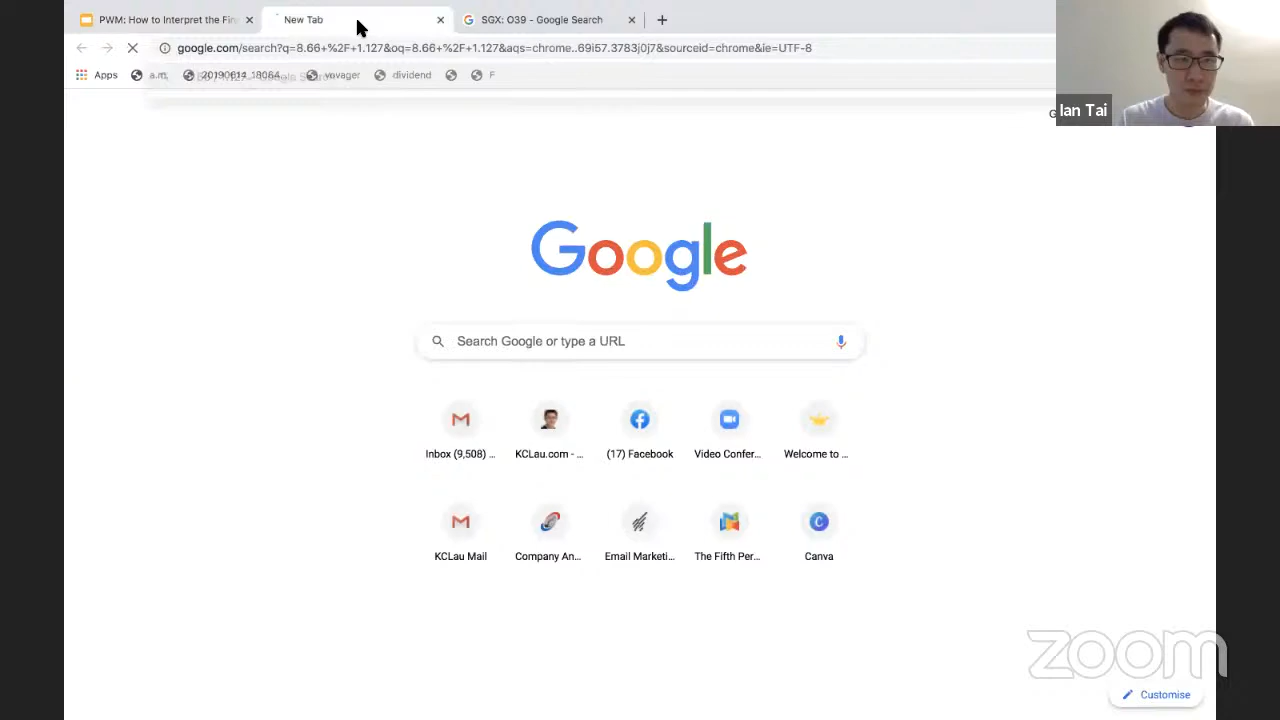 PWM: How to Interpret the Fin
New Tab
SGX: O39 - Google Search
google.com/search?q=8.66+%2F+1.127&oq=8.66+%2F+1.127&aqs=chrome..69i57.3783j0j7&sourceid=chrome&ie=UTF-8
Apps
a.m.
20190614_18064...
voyager
dividend
F
Ian Tai
Google
Search Google or type a URL
Inbox (9,508) ...
KCLau.com - ...
(17) Facebook
Video Confer...
Welcome to ...
KCLau Mail
Company An...
Email Marketi...
The Fifth Per...
Canva
zoom
Customise